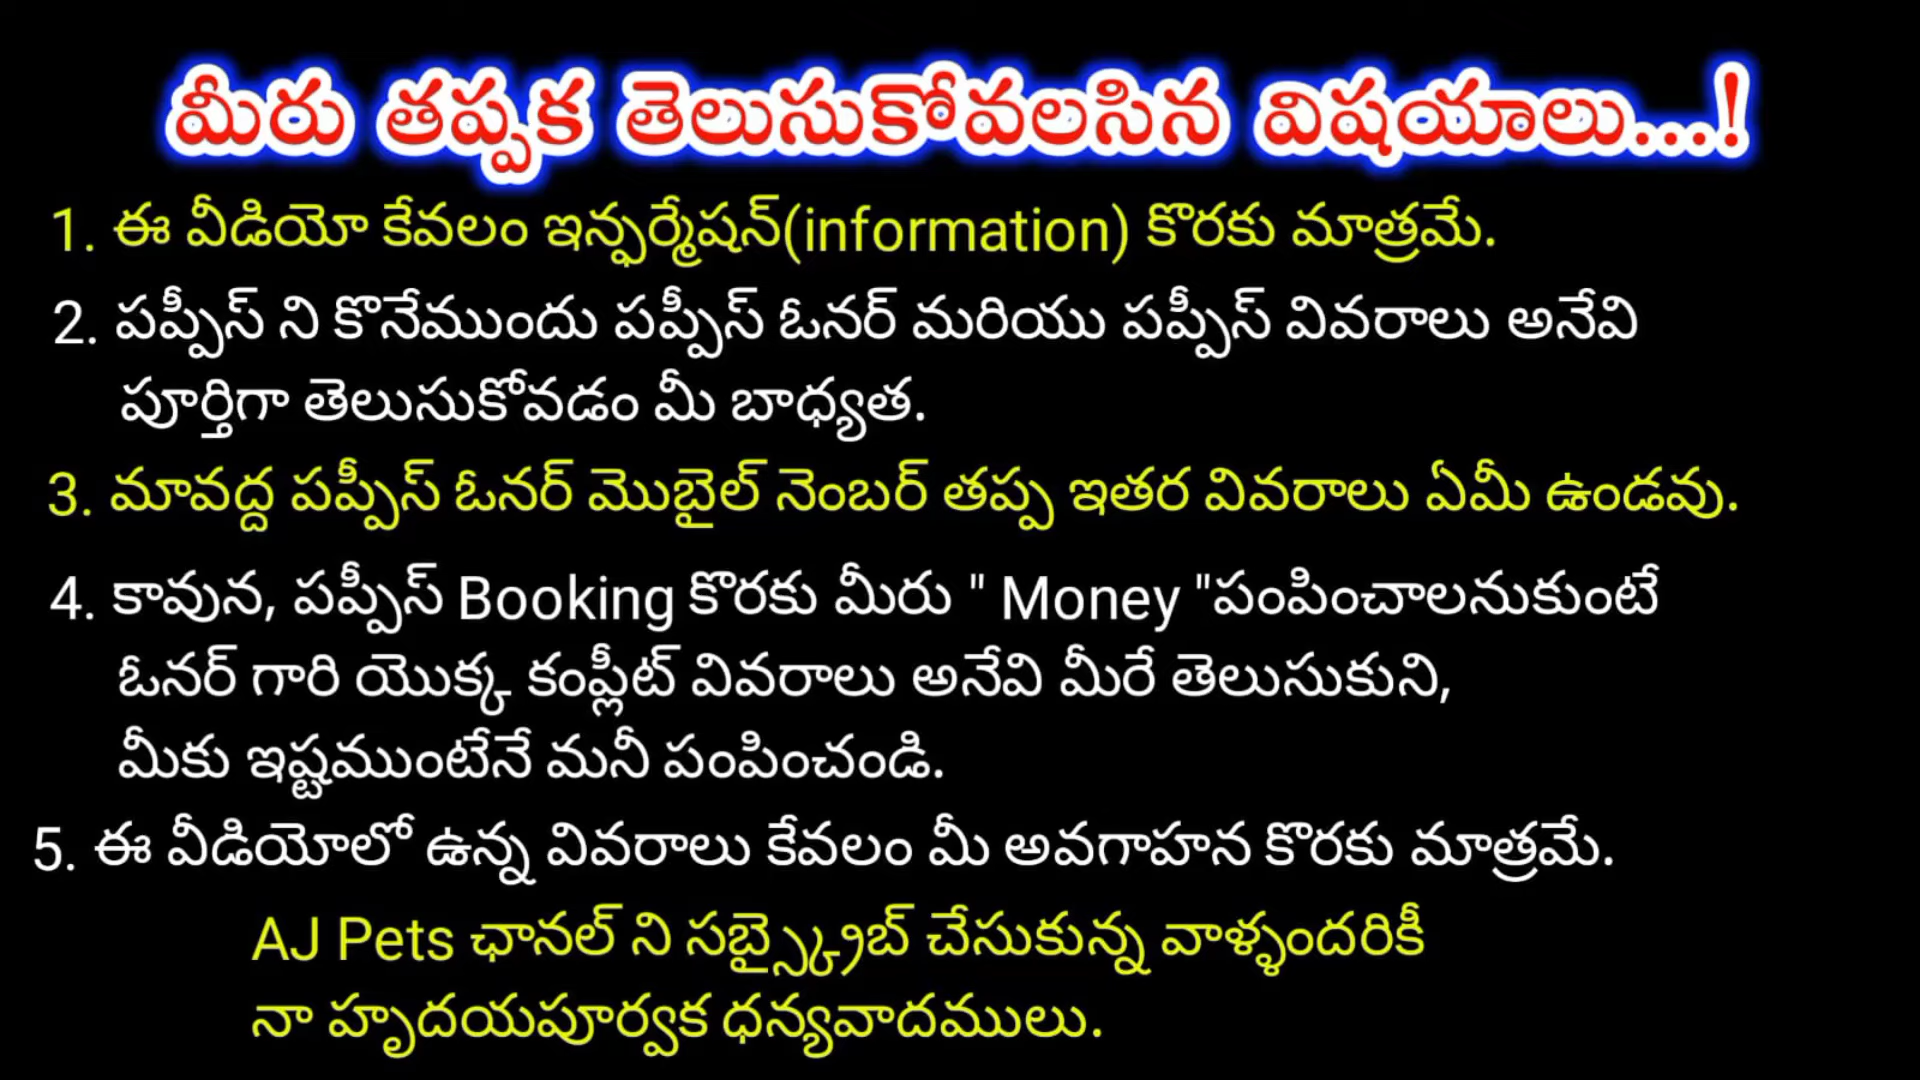 మీరు తప్పక తెలుసుకోవలసిన విషయాలు...!
1. ఈ వీడియో కేవలం ఇన్ఫర్మేషన్(information) కొరకు మాత్రమే.
2. పప్పీస్ ని కొనేముందు పప్పీస్ ఓనర్ మరియు పప్పీస్ వివరాలు అనేవి
పూర్తిగా తెలుసుకోవడం మీ బాధ్యత.
3. మావద్ద పప్పీస్ ఓనర్ మొబైల్ నెంబర్ తప్ప ఇతర వివరాలు ఏమీ ఉండవు.
4. కావున, పప్పీస్ Booking కొరకు మీరు " Money "పంపించాలనుకుంటే
ఓనర్ గారి యొక్క కంప్లీట్ వివరాలు అనేవి మీరే తెలుసుకుని,
మీకు ఇష్టముంటేనే మనీ పంపించండి.
5. ఈ వీడియోలో ఉన్న వివరాలు కేవలం మీ అవగాహన కొరకు మాత్రమే.
AJ Pets ఛానల్ ని సబ్స్క్రైబ్ చేసుకున్న వాళ్ళందరికీ
నా హృదయపూర్వక ధన్యవాదములు.